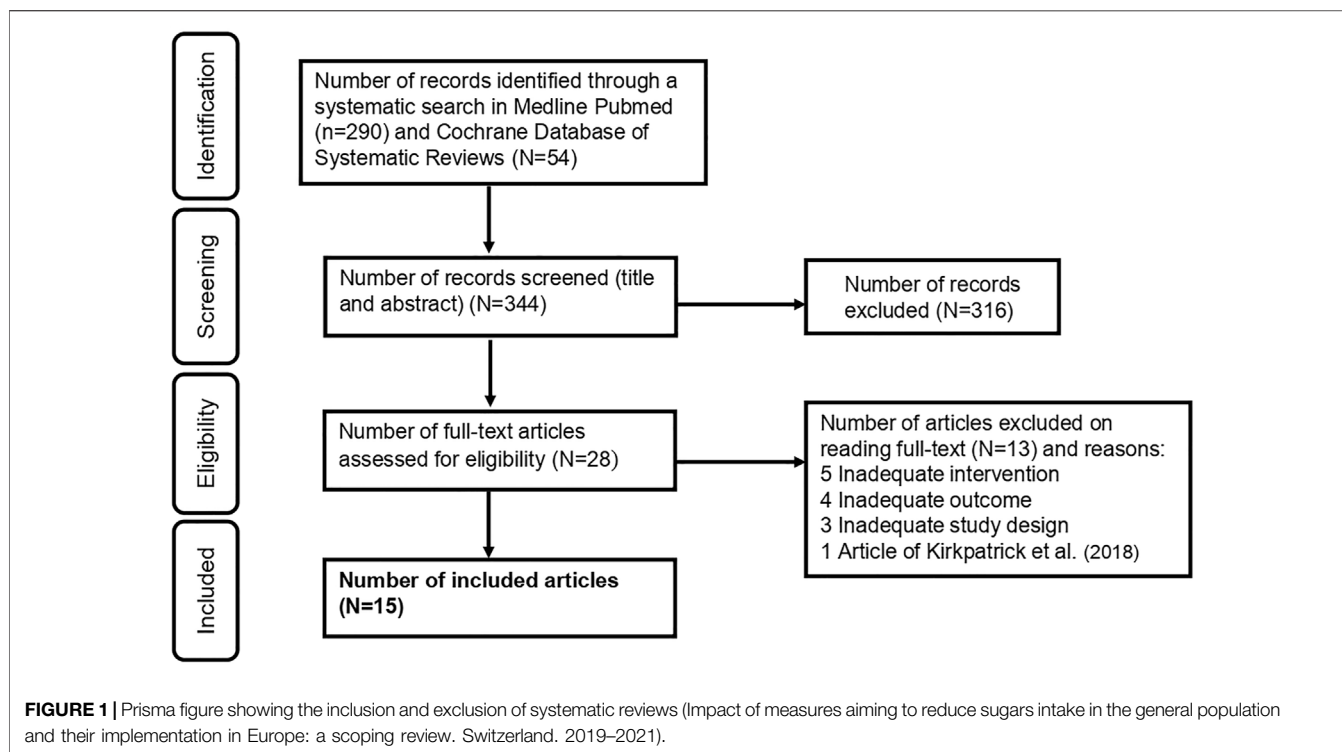 Identification
Number of records identified through a
systematic search in Medline Pubmed
(n=290) and Cochrane Database of
Systematic Reviews (N=54)
Screening
Number of records screened (title
and abstract) (N=344)
Number of records
excluded (N=316)
Eligibility
Number of full-text articles
assessed for eligibility (N=28)
Number of articles excluded on
reading full-text (N=13) and reasons:
5 Inadequate intervention
4 Inadequate outcome
3 Inadequate study design
1 Article of Kirkpatrick et al. (2018)
Included
Number of included articles
(N=15)
FIGURE 1 | Prisma figure showing the inclusion and exclusion of systematic reviews (Impact of measures aiming to reduce sugars intake in the general population
and their implementation in Europe: a scoping review. Switzerland. 2019–2021).